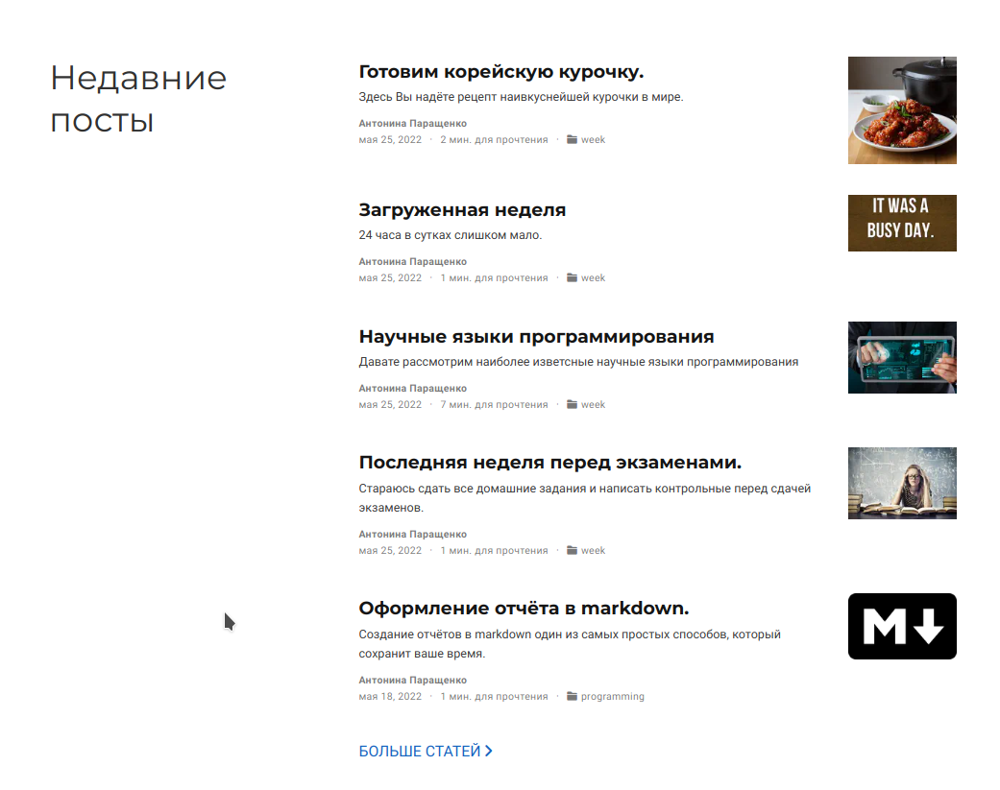 Недавние
посты
Готовим корейскую курочку.
Здесь Вы надёте рецепт наивкуснейшей курочки в мире.
Антонина Паращенко
мая 25, 2022 · 2 мин. для прочтения · week
Загруженная неделя
24 часа в сутках слишком мало.
Антонина Паращенко
мая 25, 2022 · 1 мин. для прочтения · week
IT WAS A
BUSY DAY.
Научные языки программирования
Давате рассмотрим наиболее изветсные научные языки программирования
Антонина Паращенко
мая 25, 2022 · 7 мин. для прочтения · week
Последняя неделя перед экзаменами.
Стараюсь сдать все домашние задания и написать контрольные перед сдачей
экзаменов.
Антонина Паращенко
мая 25, 2022 · 1 мин. для прочтения · week
Оформление отчёта в markdown.
Создание отчётов в markdown один из самых простых способов, который
сохранит ваше время.
Антонина Паращенко
мая 18, 2022 · 1 мин. для прочтения · programming
M
БОЛЬШЕ СТАТЕЙ